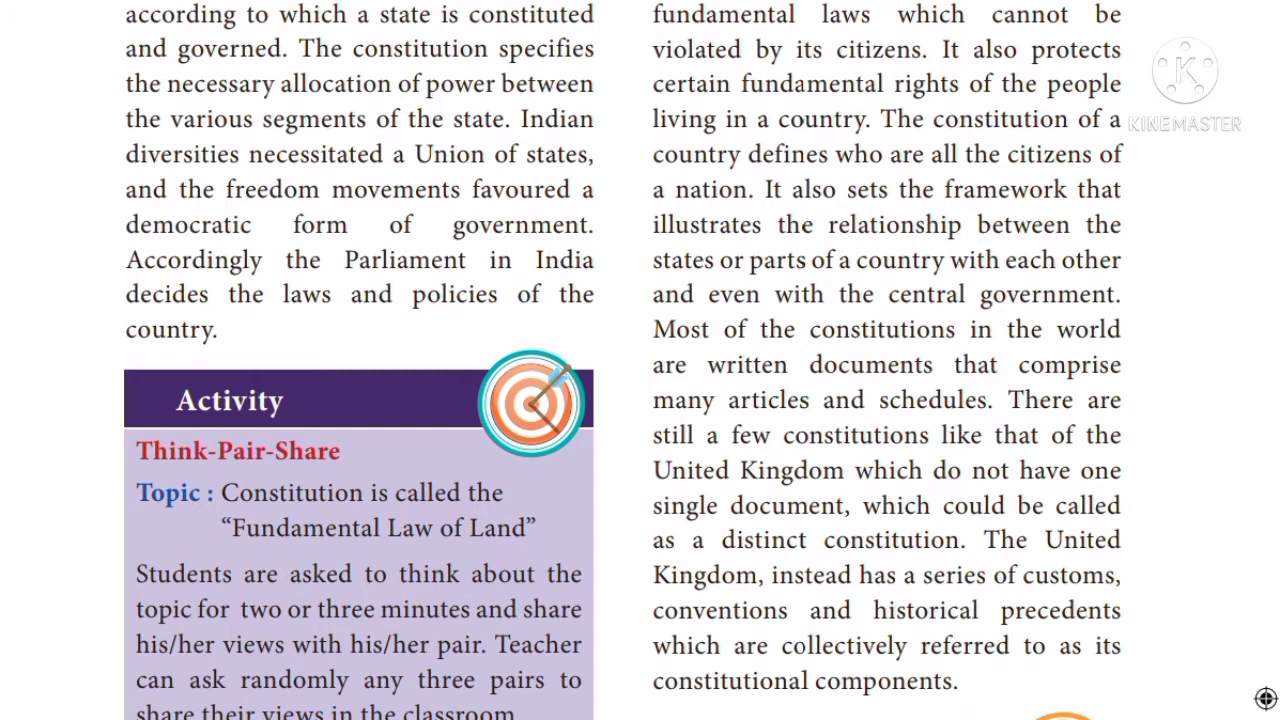 according to which a state is constituted
and governed. The constitution specifies
the necessary allocation of power between
the various segments of the state. Indian
diversities necessitated a Union of states,
and the freedom movements favoured a
democratic form of government.
Accordingly the Parliament in India
decides the laws and policies of the
country.
Activity
Think-Pair-Share
Topic : Constitution is called the
“Fundamental Law of Land”
Students are asked to think about the
topic for two or three minutes and share
his/her views with his/her pair. Teacher
can ask randomly any three pairs to
share their views in the classroom
fundamental laws which cannot be
violated by its citizens. It also protects
certain fundamental rights of the people
living in a country. The constitution of a
country defines who are all the citizens of
a nation. It also sets the framework that
illustrates the relationship between the
states or parts of a country with each other
and even with the central government.
Most of the constitutions in the world
are written documents that comprise
many articles and schedules. There are
still a few constitutions like that of the
United Kingdom which do not have one
single document, which could be called
as a distinct constitution. The United
Kingdom, instead has a series of customs,
conventions and historical precedents
which are collectively referred to as its
constitutional components.
K
KINEMASTER